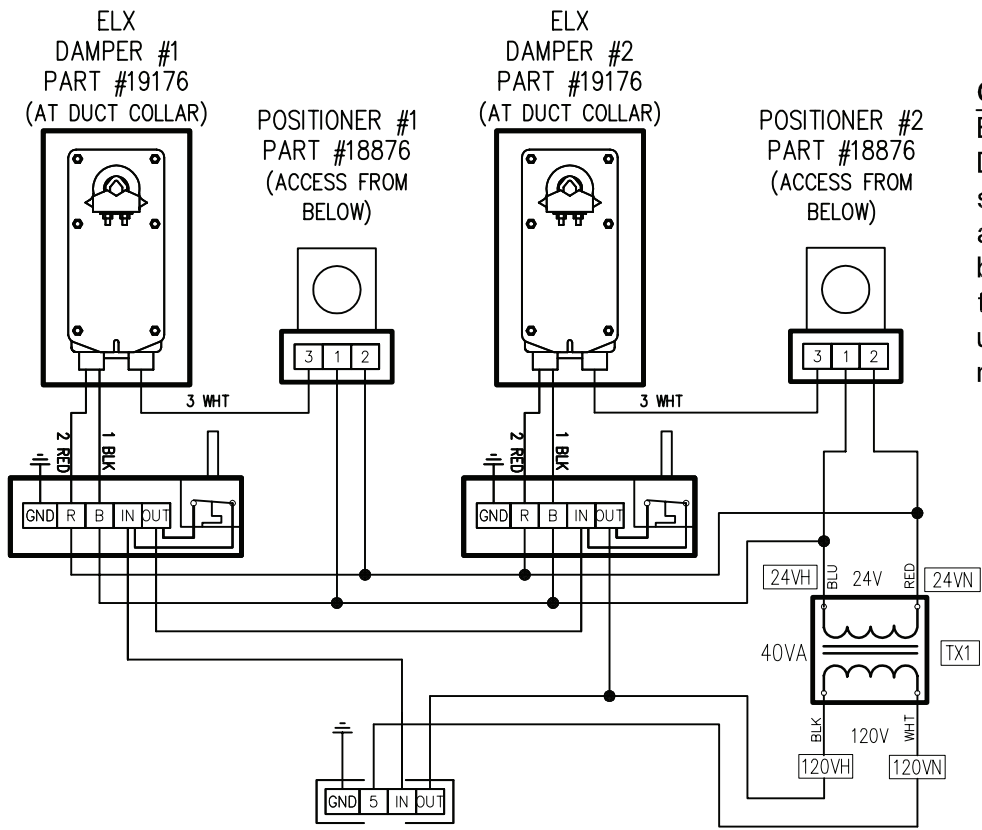 ELX
DAMPER #1
PART #19176
(AT DUCT COLLAR)
POSITIONER #1
PART #18876
(ACCESS FROM
BELOW)
ELX
DAMPER #2
PART #19176
(AT DUCT COLLAR)
POSITIONER #2
PART #18876
(ACCESS FROM
BELOW)
3 1 2
3 1 2
3 WHT
3 WHT
2 RED
1 BLK
2 RED
1 BLK
GND R B IN OUT
GND R B IN OUT
24VH
BLU
24V
RED
24VN
40VA
TX1
BLK
120V
WHT
120VH
120VN
GND 5 IN OUT